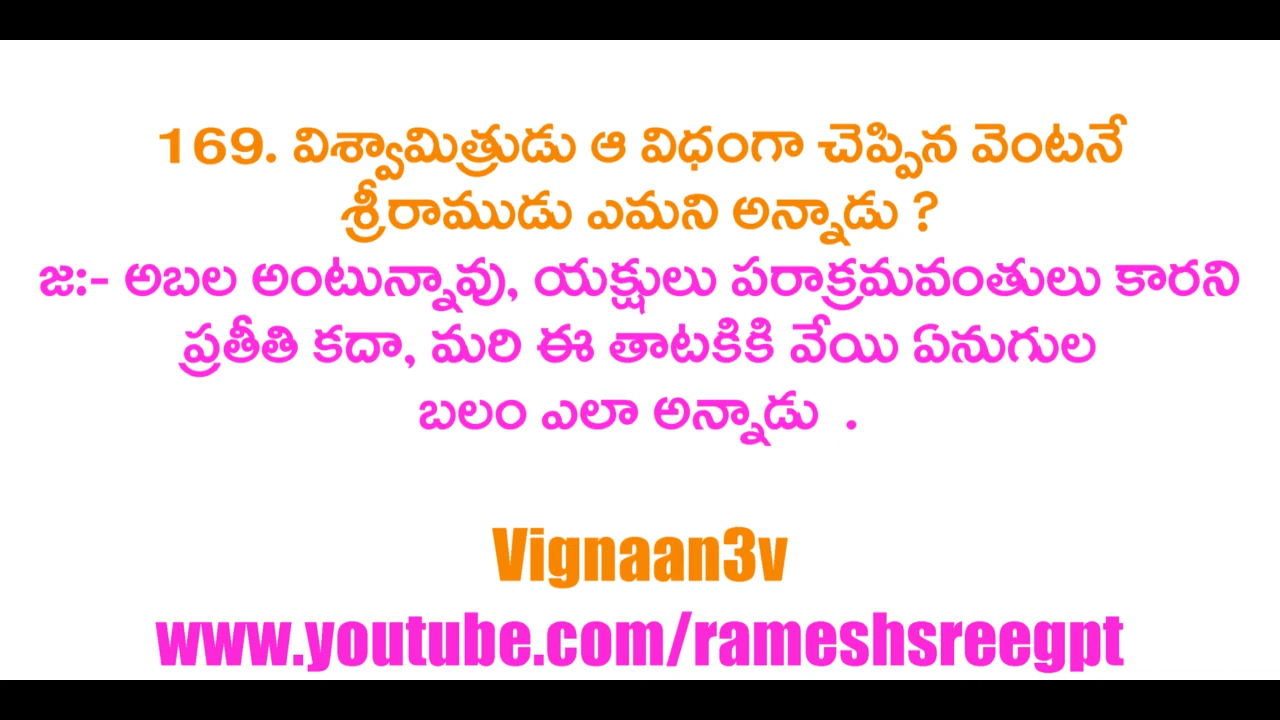 169. విశ్వామిత్రుడు ఆ విధంగా చెప్పిన వెంటనే
శ్రీరాముడు ఎమని అన్నాడు ?
జ:- అబల అంటున్నావు, యక్షులు పరాక్రమవంతులు కారని
ప్రతీతి కదా, మరి ఈ తాటకికి వేయి ఏనుగుల
బలం ఎలా అన్నాడు .
Vignaan3v
www.youtube.com/rameshsreegpt